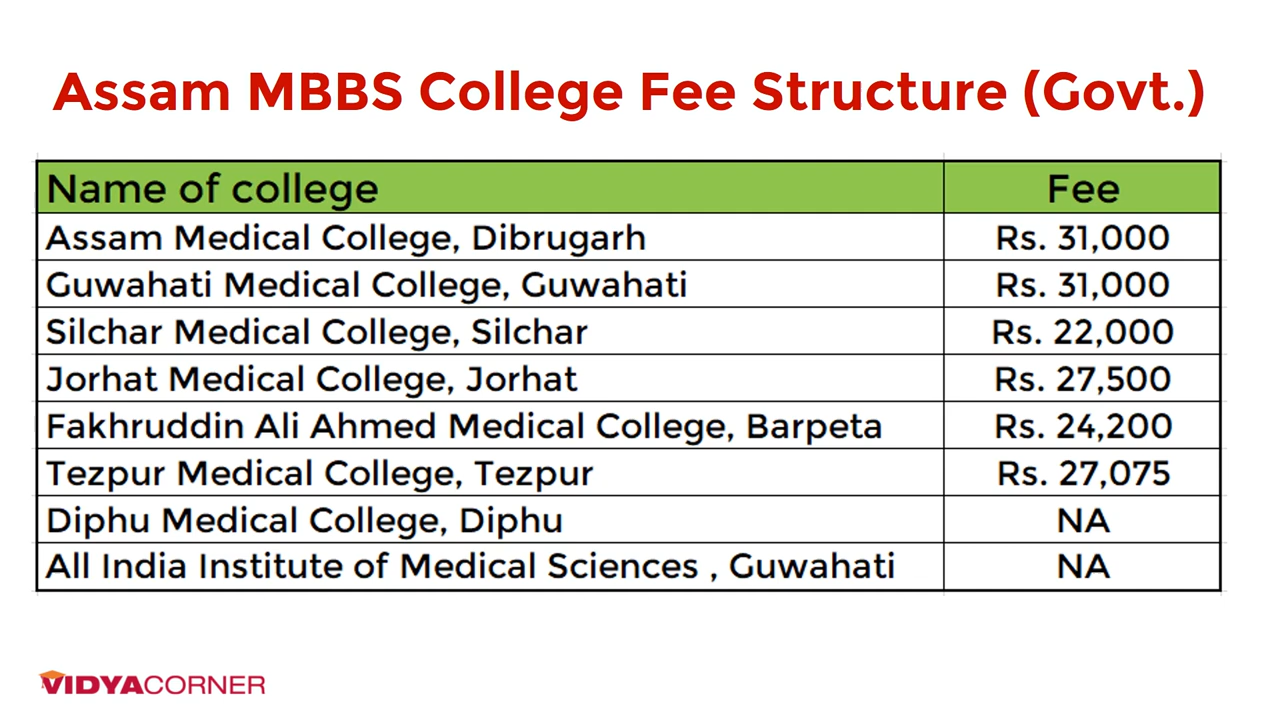 Assam MBBS College Fee Structure (Govt.)
Name of college Fee
Assam Medical College, Dibrugarh Rs. 31,000
Guwahati Medical College, Guwahati Rs. 31,000
Silchar Medical College, Silchar Rs. 22,000
Jorhat Medical College, Jorhat Rs. 27,500
Fakhruddin Ali Ahmed Medical College, Barpeta Rs. 24,200
Tezpur Medical College, Tezpur Rs. 27,075
Diphu Medical College, Diphu NA
All India Institute of Medical Sciences , Guwahati NA
VIDYACORNER